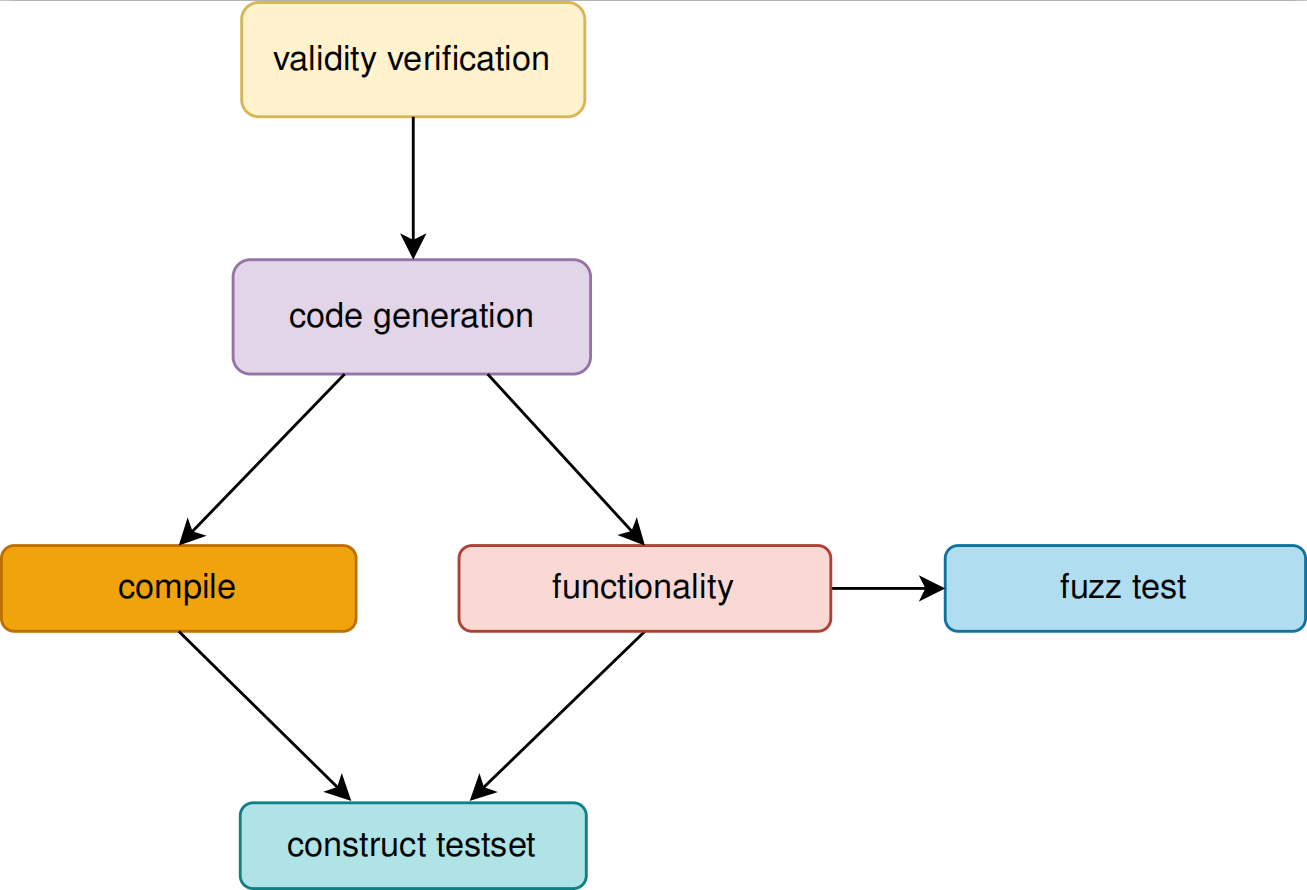 validity verification
code generation
compile
functionality
fuzz test
construct testset